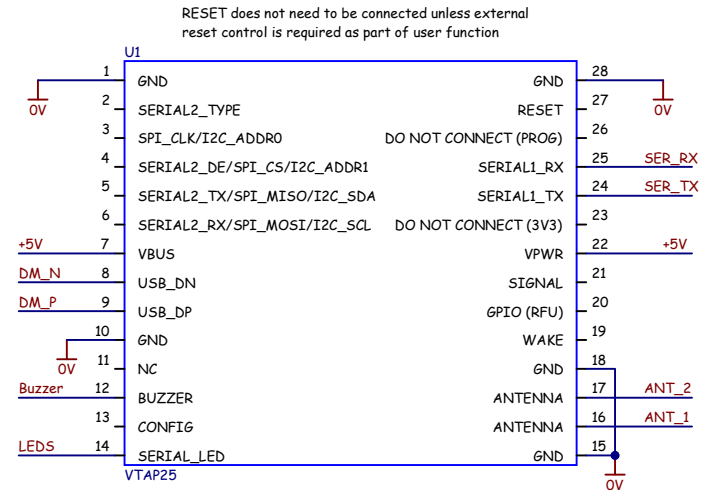 RESET does not need to be connected unless external
reset control is required as part of user function
U1
1 GND
0V
2 SERIAL2_TYPE
3 SPI_CLK/I2C_ADDR0
4 SERIAL2_DE/SPI_CS/I2C_ADDR1
5 SERIAL2_TX/SPI_MISO/I2C_SDA
6 SERIAL2_RX/SPI_MOSI/I2C_SCL
+5V 7 VBUS
DM_N 8 USB_DN
DM_P 9 USB_DP
10 GND
0V
11 NC
Buzzer 12 BUZZER
13 CONFIG
LEDS 14 SERIAL_LED
VTAP25
GND 28
0V
RESET 27
DO NOT CONNECT (PROG) 26
SERIAL1_RX 25 SER_RX
SERIAL1_TX 24 SER_TX
DO NOT CONNECT (3V3) 23
VPWR 22 +5V
SIGNAL 21
GPIO (RFU) 20
WAKE 19
GND 18
ANTENNA 17 ANT_2
ANTENNA 16 ANT_1
GND 15
0V